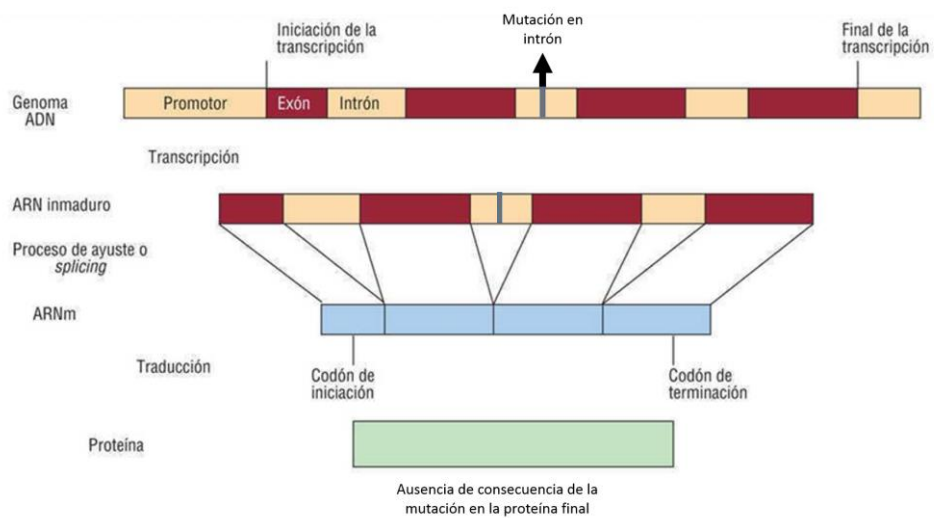 Mutación en
intrón
Iniciación de la
transcripción
Final de la
transcripción
Genoma
ADN
Promotor
Exón
Intrón
Transcripción
ARN inmaduro
Proceso de ayuste o
splicing
ARNm
Traducción
Codón de
iniciación
Codón de
terminación
Proteína
Ausencia de consecuencia de la
mutación en la proteína final